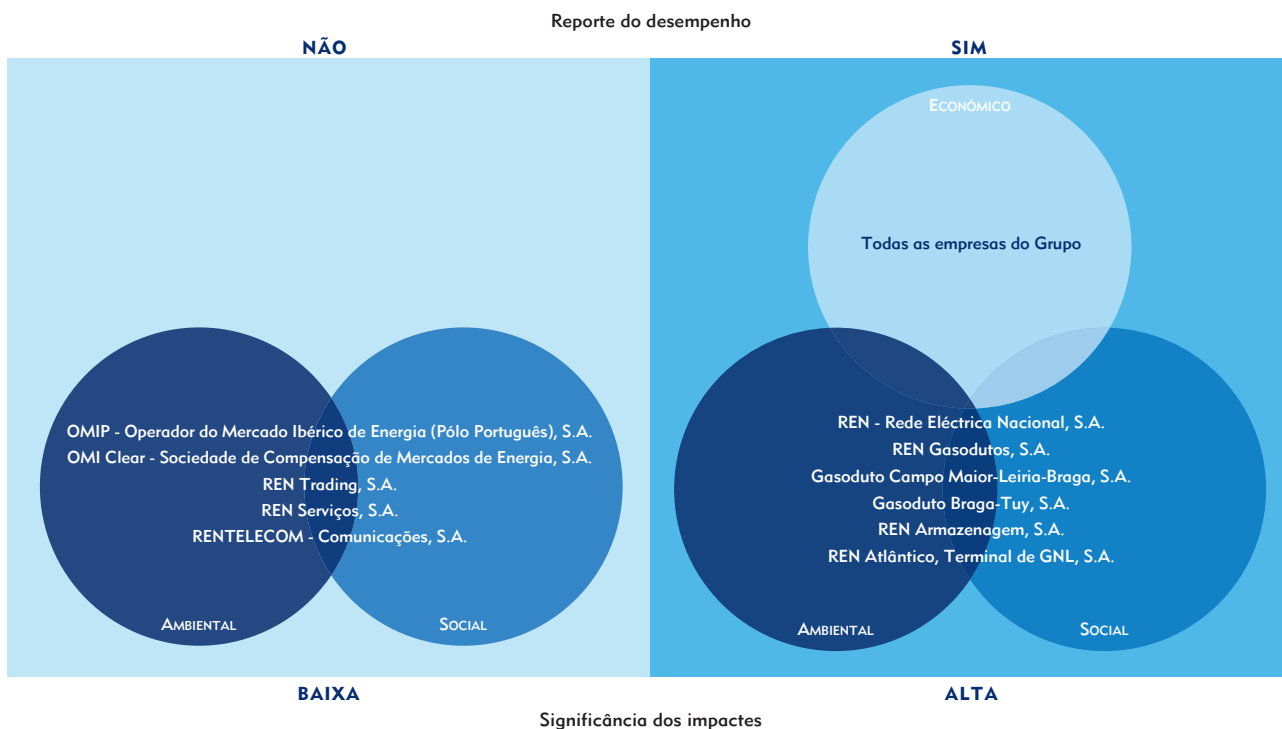 Reporte do desempenho
NÃO
SIM
ECONÓMICO
Todas as empresas do Grupo
OMIP - Operador do Mercado Ibérico de Energia (Pólo Português), S.A.
OMI Clear - Sociedade de Compensação de Mercados de Energia, S.A.
REN Trading, S.A.
REN Serviços, S.A.
RENTELECOM - Comunicações, S.A.
AMBIENTAL
SOCIAL
REN - Rede Eléctrica Nacional, S.A.
REN Gasodutos, S.A.
Gasoduto Campo Maior-Leiria-Braga, S.A.
Gasoduto Braga-Tuy, S.A.
REN Armazenagem, S.A.
REN Atlântico, Terminal de GNL, S.A.
AMBIENTAL
SOCIAL
BAIXA
ALTA
Significância dos impactes